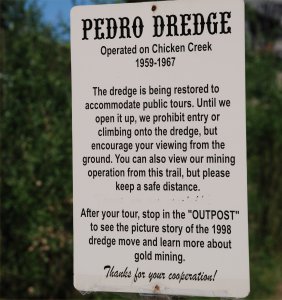 PEDRO DREDGE
Operated on Chicken Creek
1959-1967
The dredge is being restored to
accommodate public tours. Until we
open it up, we prohibit entry or
climbing onto the dredge, but
encourage your viewing from the
ground. You can also view our mining
operation from this trail, but please
keep a safe distance.
After your tour, stop in the "OUTPOST"
to see the picture story of the 1998
dredge move and learn more about
gold mining.
Thanks for your cooperation!